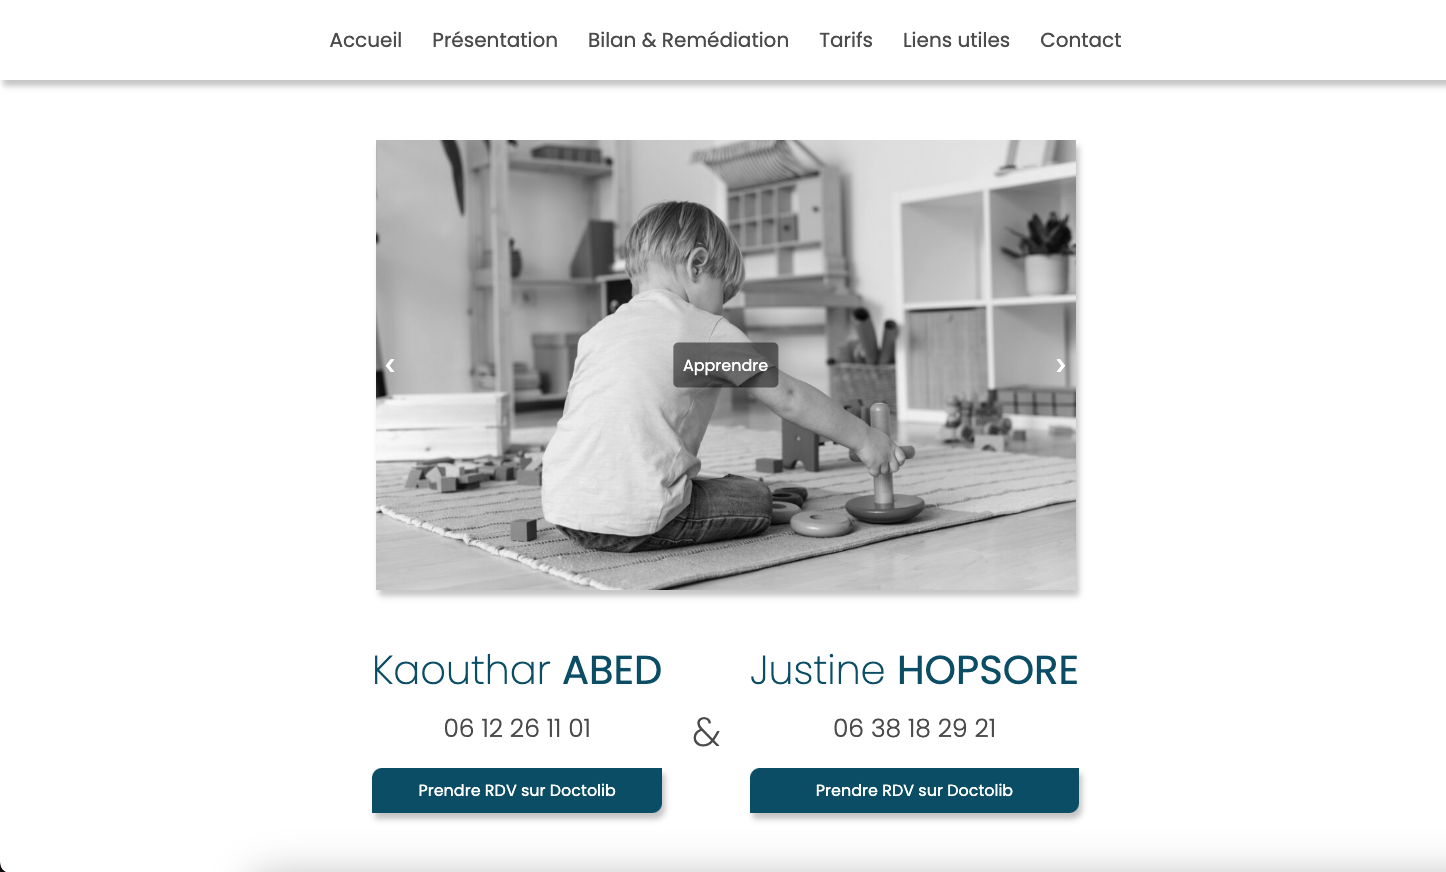 Accueil Présentation Bilan & Remédiation Tarifs Liens utiles Contact
‹ Apprendre ›
Kaouthar ABED
06 12 26 11 01
Prendre RDV sur Doctolib
&
Justine HOPSORE
06 38 18 29 21
Prendre RDV sur Doctolib